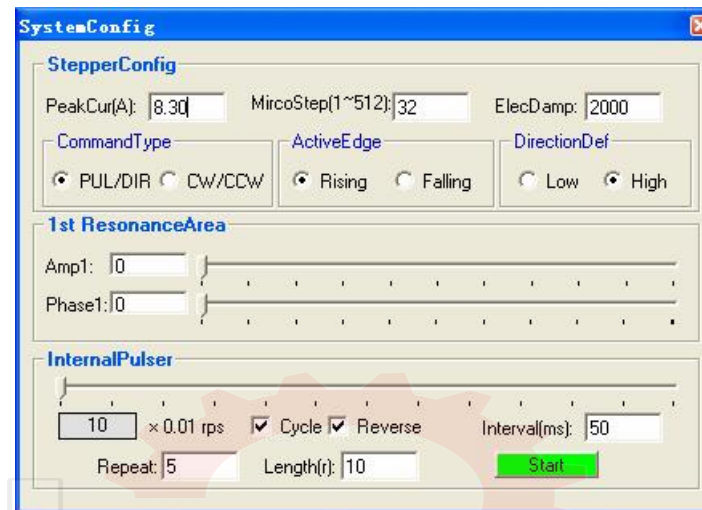 SystemConfig
StepperConfig
PeakCur(A): 8.30 MircoStep(1~512): 32 ElecDamp: 2000
CommandType ActiveEdge DirectionDef
PUL/DIR CW/CCW Rising Falling Low High
1st ResonanceArea
Amp1: 0
Phase1: 0
InternalPulser
10 × 0.01 rps Cycle Reverse Interval(ms): 50
Repeat: 5 Length(r): 10 Start